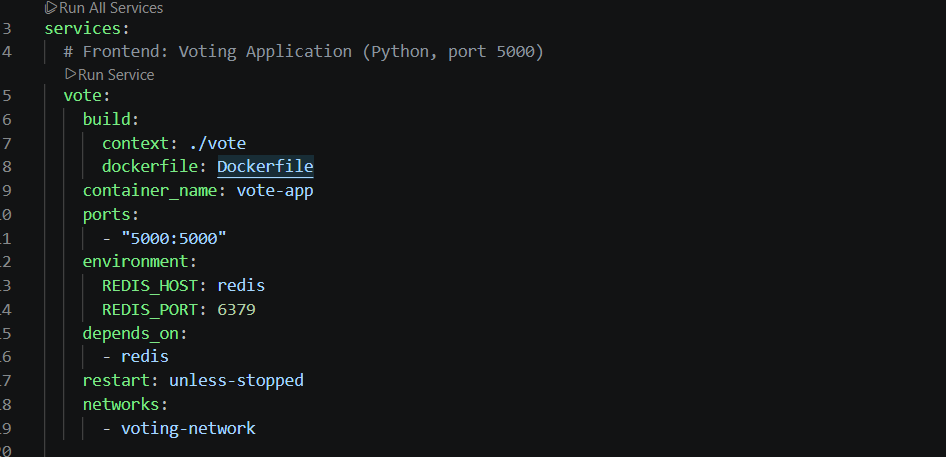 Run All Services
3 services:
4 # Frontend: Voting Application (Python, port 5000)
Run Service
5 vote:
6 build:
7 context: ./vote
8 dockerfile: Dockerfile
9 container_name: vote-app
0 ports:
1 - "5000:5000"
2 environment:
3 REDIS_HOST: redis
4 REDIS_PORT: 6379
5 depends_on:
6 - redis
7 restart: unless-stopped
8 networks:
9 - voting-network
0